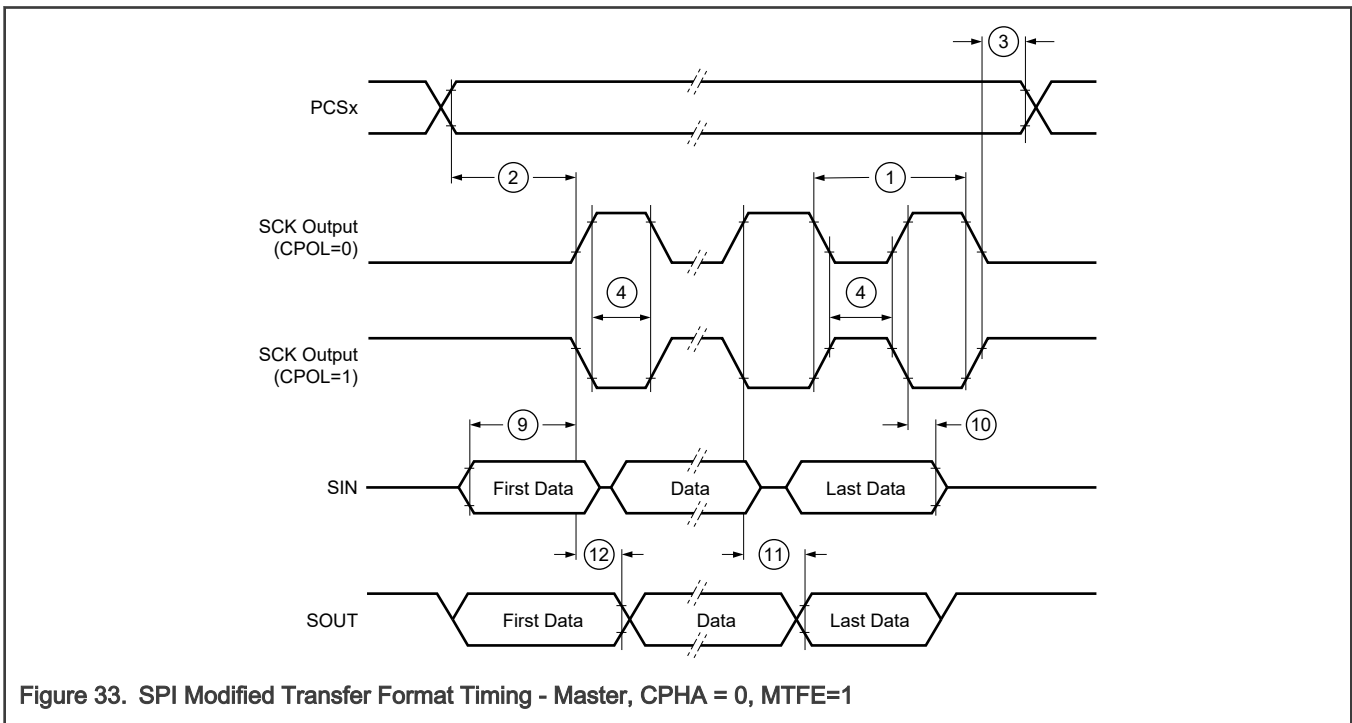 3
PCSx
2
1
SCK Output
(CPOL=0)
4
4
SCK Output
(CPOL=1)
9
10
SIN
First Data
Data
Last Data
12
11
SOUT
First Data
Data
Last Data
Figure 33. SPI Modified Transfer Format Timing - Master, CPHA = 0, MTFE=1